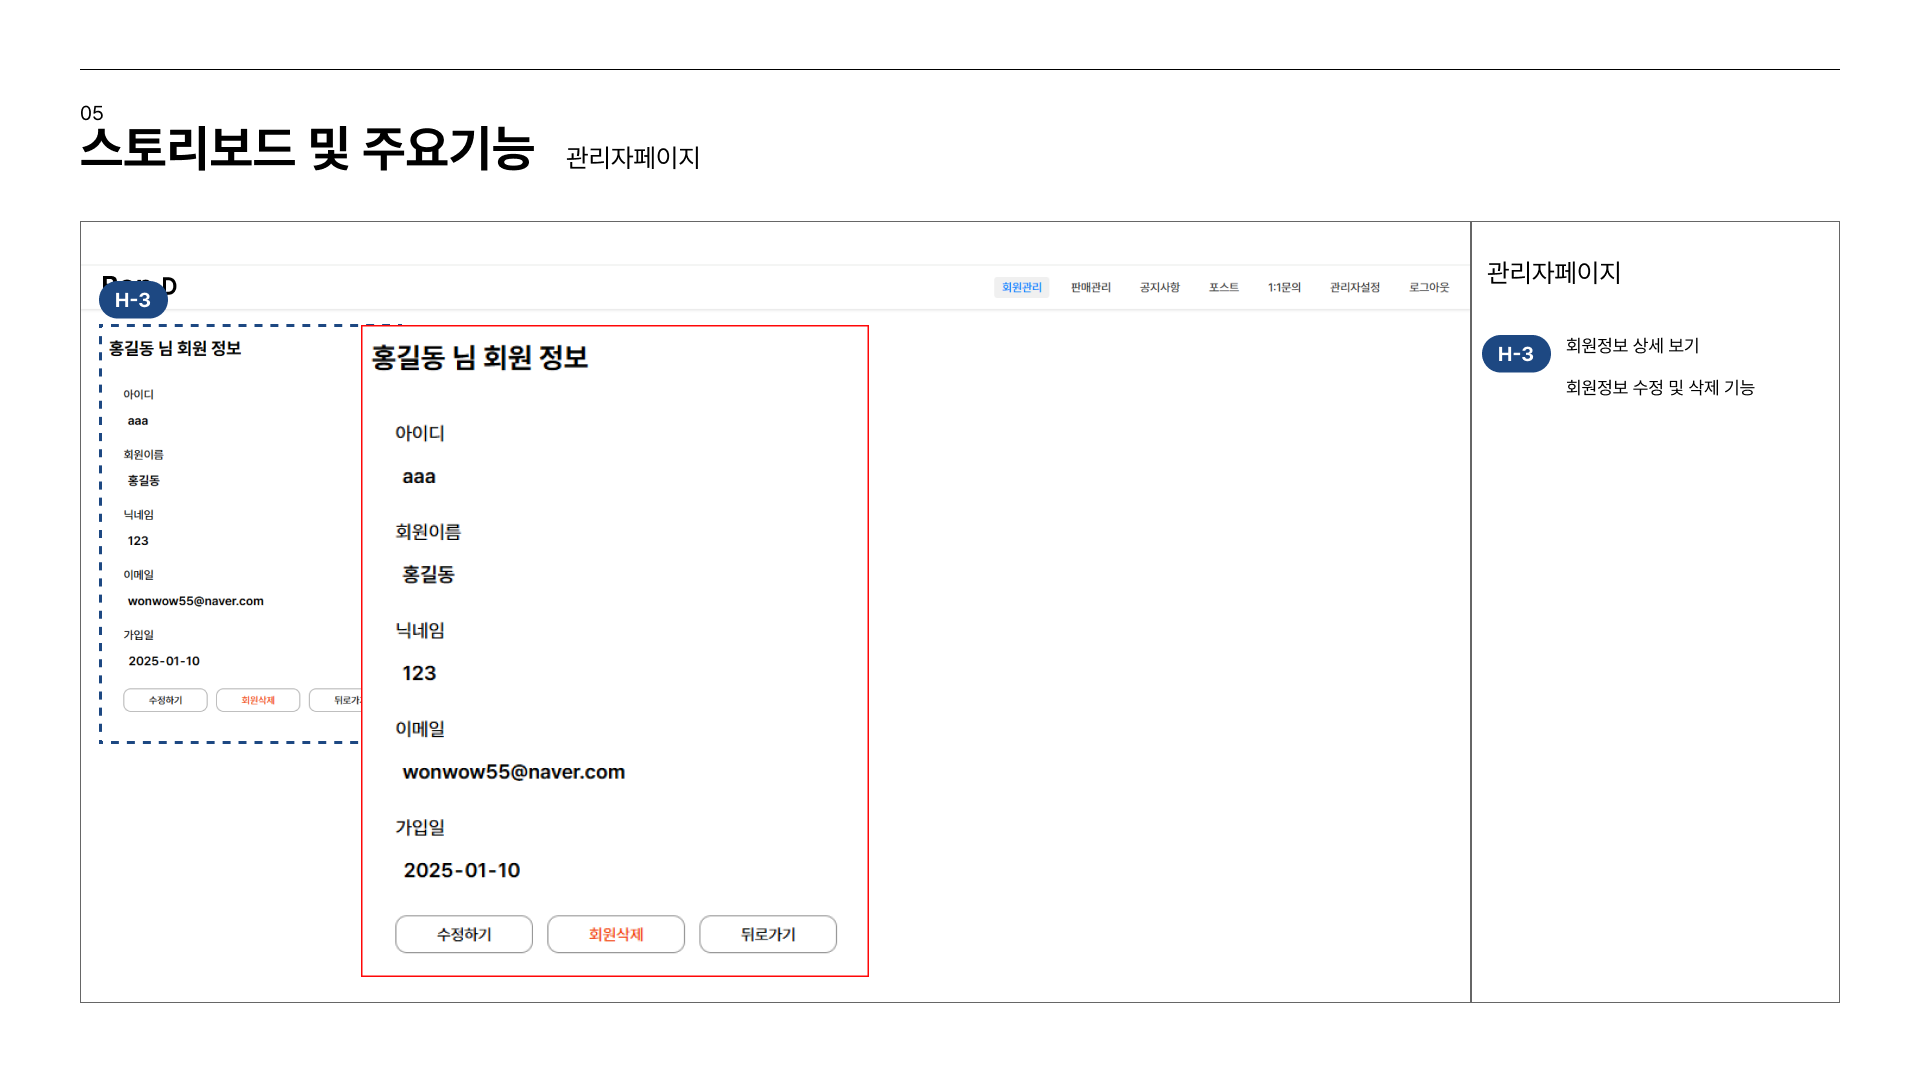 05
스토리보드 및 주요기능 관리자페이지
H-3
회원관리 판매관리 공지사항 포스트 1:1문의 관리자설정 로그아웃
홍길동 님 회원 정보
아이디
aaa
회원이름
홍길동
닉네임
123
이메일
wonwow55@naver.com
가입일
2025-01-10
수정하기 회원삭제
홍길동 님 회원 정보
아이디
aaa
회원이름
홍길동
닉네임
123
이메일
wonwow55@naver.com
가입일
2025-01-10
수정하기 회원삭제 뒤로가기
관리자페이지
H-3 회원정보 상세 보기
회원정보 수정 및 삭제 기능